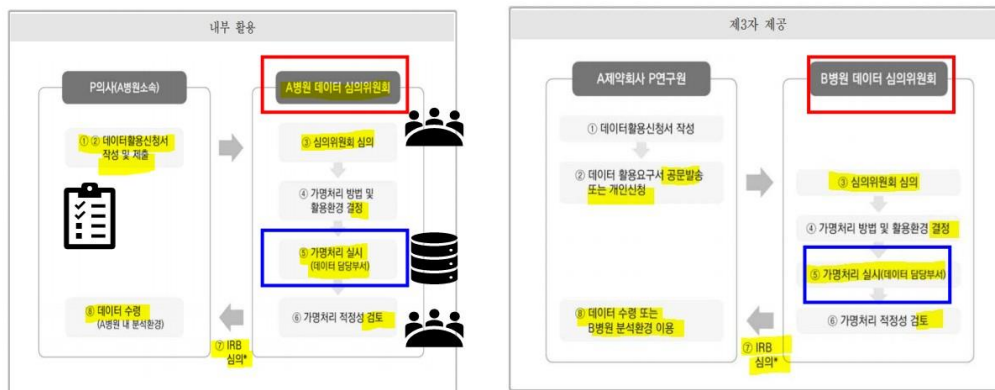 내부 활용
P의사(A병원소속)
A병원 데이터 심의위원회
① ② 데이터활용신청서
작성 및 제출
③ 심의위원회 심의
④ 가명처리 방법 및
활용환경 결정
⑤ 가명처리 실시
(데이터 담당부서)
⑥ 가명처리 적정성 검토
⑦ IRB
심의*
⑧ 데이터 수령
(A병원 내 분석환경)
제3자 제공
A제약회사 P연구원
B병원 데이터 심의위원회
① 데이터활용신청서 작성
② 데이터 활용요구서 공문발송
또는 개인신청
③ 심의위원회 심의
④ 가명처리 방법 및 활용환경 결정
⑤ 가명처리 실시(데이터 담당부서)
⑥ 가명처리 적정성 검토
⑦ IRB
심의*
⑧ 데이터 수령 또는
B병원 분석환경 이용